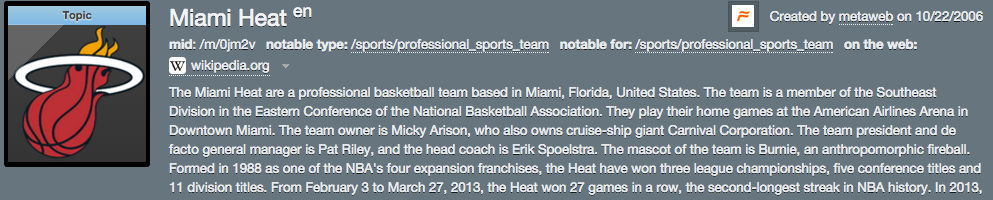 Topic
Miami Heat en
Created by metaweb on 10/22/2006
mid: /m/0jm2v notable type: /sports/professional_sports_team notable for: /sports/professional_sports_team on the web:
W wikipedia.org
The Miami Heat are a professional basketball team based in Miami, Florida, United States. The team is a member of the Southeast
Division in the Eastern Conference of the National Basketball Association. They play their home games at the American Airlines Arena in
Downtown Miami. The team owner is Micky Arison, who also owns cruise-ship giant Carnival Corporation. The team president and de
facto general manager is Pat Riley, and the head coach is Erik Spoelstra. The mascot of the team is Burnie, an anthropomorphic fireball.
Formed in 1988 as one of the NBA's four expansion franchises, the Heat have won three league championships, five conference titles and
11 division titles. From February 3 to March 27, 2013, the Heat won 27 games in a row, the second-longest streak in NBA history. In 2013,